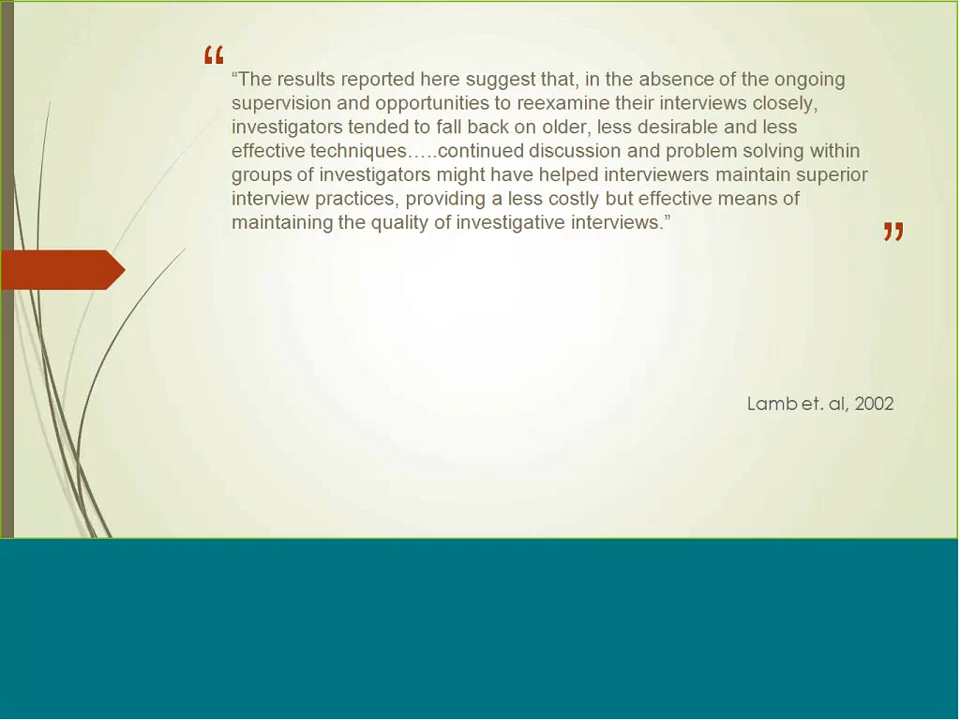 “
“The results reported here suggest that, in the absence of the ongoing
supervision and opportunities to reexamine their interviews closely,
investigators tended to fall back on older, less desirable and less
effective techniques…..continued discussion and problem solving within
groups of investigators might have helped interviewers maintain superior
interview practices, providing a less costly but effective means of
maintaining the quality of investigative interviews.”
”
Lamb et. al, 2002